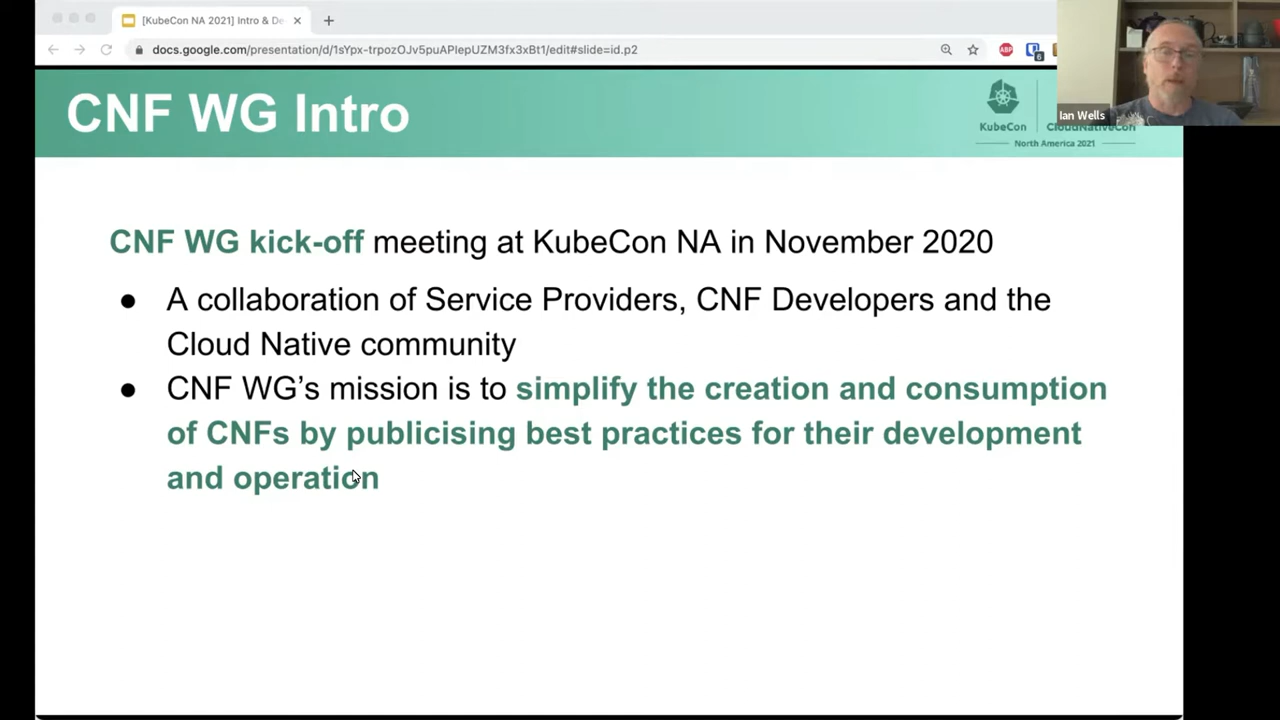 [KubeCon NA 2021] Intro & De
docs.google.com/presentation/d/1sYpx-trpozOJv5puAPlepUZM3fx3xBt1/edit#slide=id.p2
ABP
6
CNF WG Intro
KubeCon
CloudNativeCon
North America 2021
Ian Wells
CNF WG kick-off meeting at KubeCon NA in November 2020
● A collaboration of Service Providers, CNF Developers and the
Cloud Native community
● CNF WG’s mission is to simplify the creation and consumption
of CNFs by publicising best practices for their development
and operation